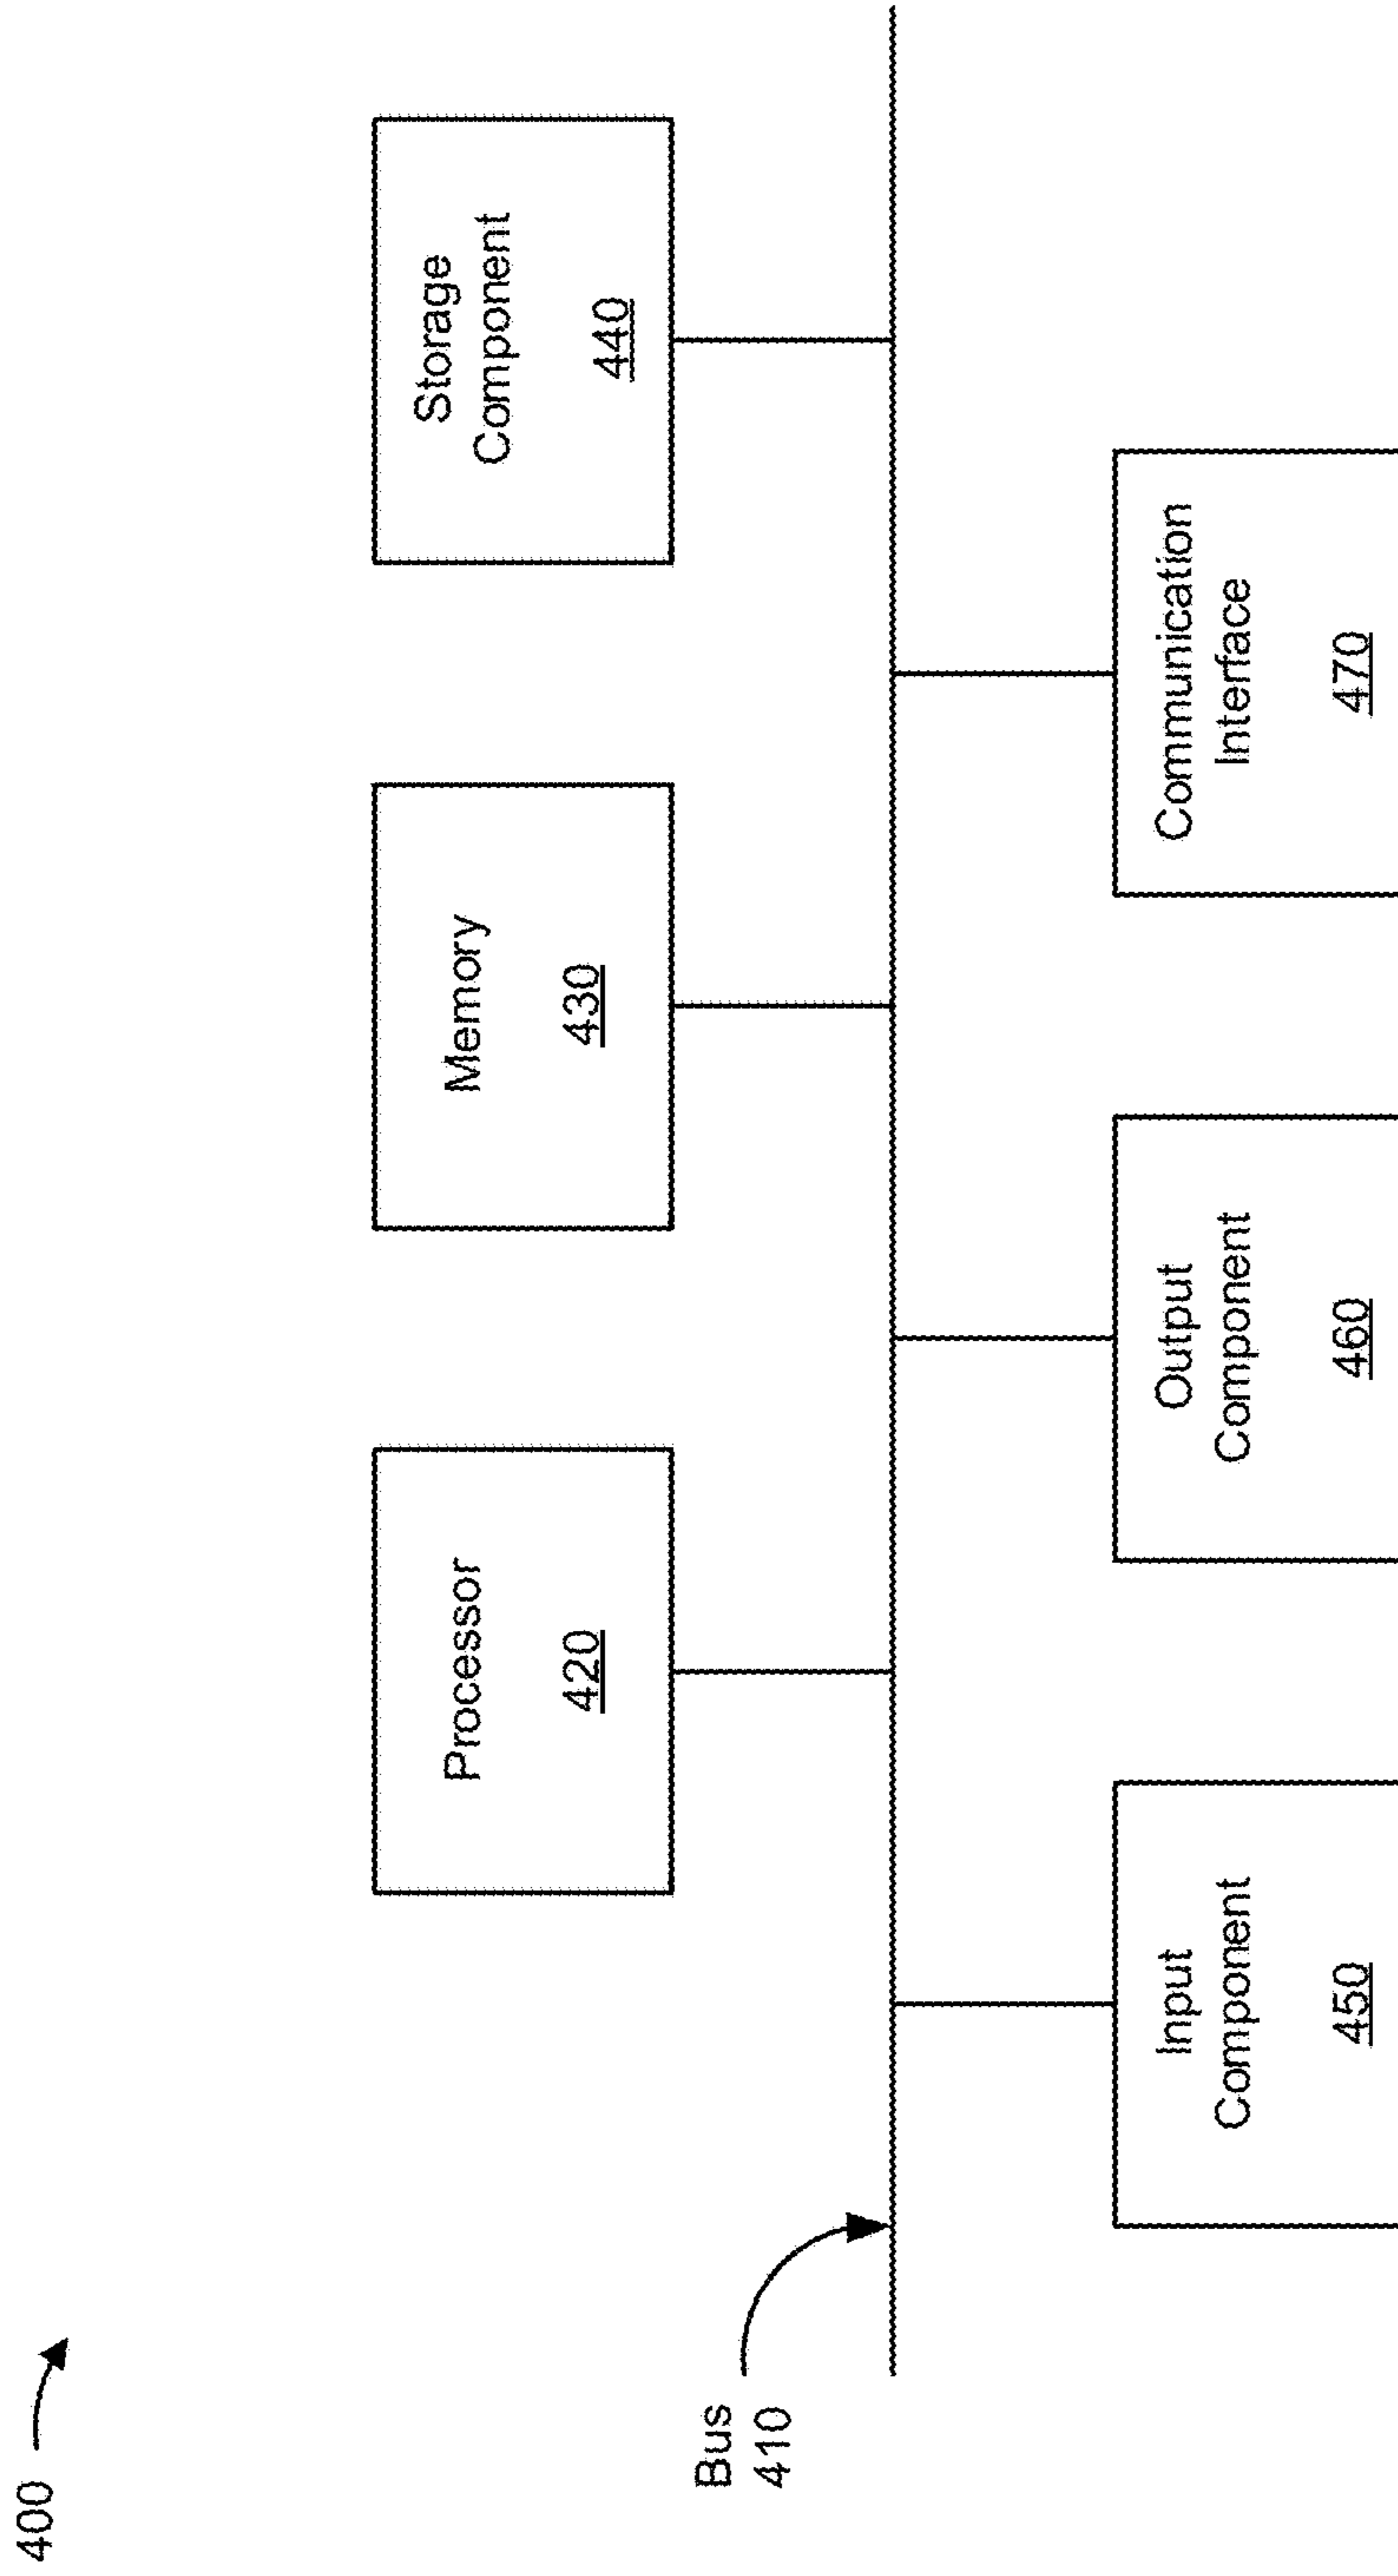 400
Processor
420
Memory
430
Storage
Component
440
Bus
410
Input
Component
450
Output
Component
460
Communication
Interface
470